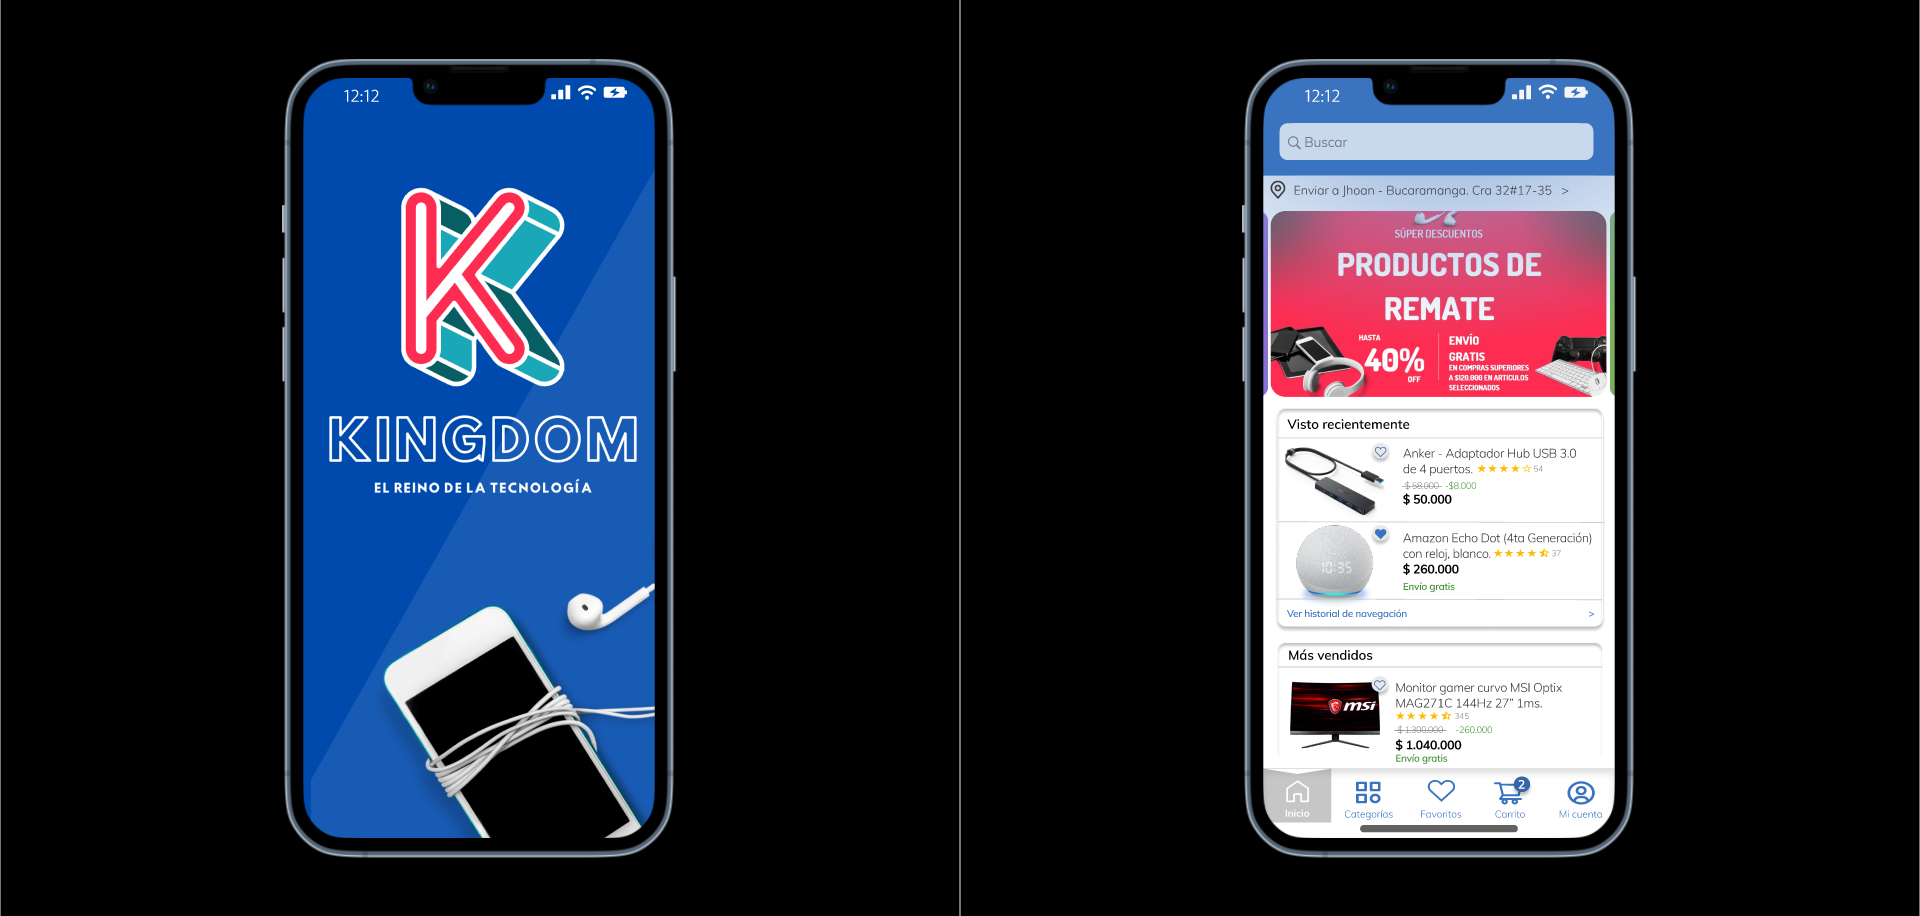 12:12
K
KINGDOM
EL REINO DE LA TECNOLOGÍA
12:12
Buscar
Enviar a Jhoan - Bucaramanga. Cra 32#17-35 >
SÚPER DESCUENTOS
PRODUCTOS DE
REMATE
HASTA
40%
OFF
ENVÍO
GRATIS
EN COMPRAS SUPERIORES
A $120.000 EN ARTICULOS
SELECCIONADOS
Visto recientemente
Anker - Adaptador Hub USB 3.0
de 4 puertos. ★★★★☆ 54
$ 58.000 -$8.000
$ 50.000
10:35
Amazon Echo Dot (4ta Generación)
con reloj, blanco. 37
$ 260.000
Envío gratis
Ver historial de navegación >
Más vendidos
msi
Monitor gamer curvo MSI Optix
MAG271C 144Hz 27” 1ms.
345
$ 1.300.000 -260.000
$ 1.040.000
Envío gratis
2
Inicio Categorías Favoritos Carrito Mi cuenta